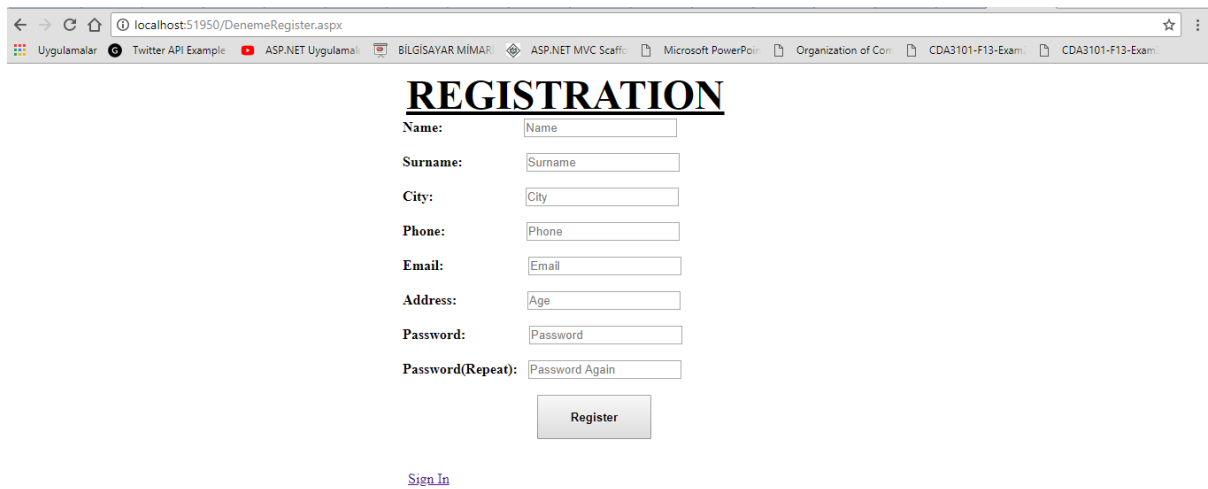 localhost:51950/DenemeRegister.aspx
Uygulamalar Twitter API Example ASP.NET Uygulamal BİLGİSAYAR MİMARİ ASP.NET MVC Scaffo Microsoft PowerPoin Organization of Com CDA3101-F13-Exam CDA3101-F13-Exam
REGISTRATION
Name: Name
Surname: Surname
City: City
Phone: Phone
Email: Email
Address: Age
Password: Password
Password(Repeat): Password Again
Register
Sign In